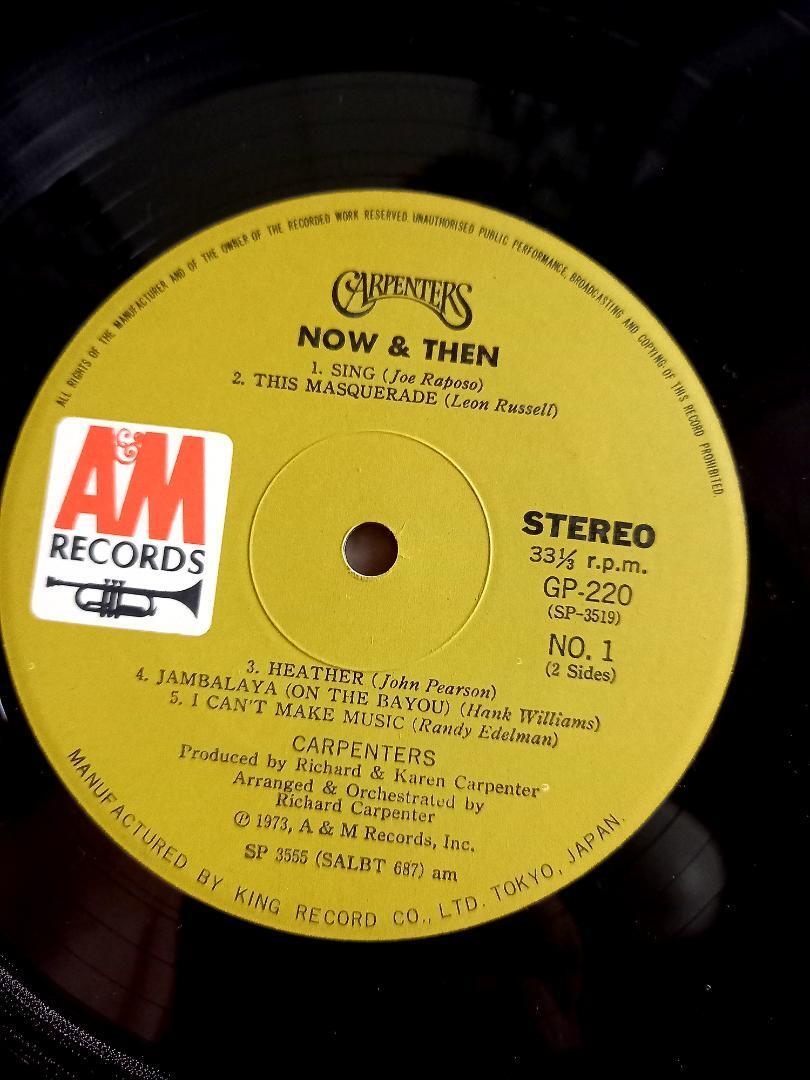 ALL RIGHTS OF THE MANUFACTURER AND OF THE OWNER OF THE RECORDED WORK RESERVED. UNAUTHORISED PUBLIC PERFORMANCE, BROADCASTING AND COPYING OF THIS RECORD PROHIBITED.
CARPENTERS
NOW & THEN
1. SING (Joe Raposo)
2. THIS MASQUERADE (Leon Russell)
A&M
RECORDS
STEREO
33⅓ r.p.m.
GP-220
(SP-3519)
NO. 1
(2 Sides)
3. HEATHER (John Pearson)
4. JAMBALAYA (ON THE BAYOU) (Hank Williams)
5. I CAN'T MAKE MUSIC (Randy Edelman)
CARPENTERS
Produced by Richard & Karen Carpenter
Arranged & Orchestrated by
Richard Carpenter
Ⓟ 1973, A & M Records, Inc.
SP 3555 (SALBT 687) am
MANUFACTURED BY KING RECORD CO., LTD. TOKYO, JAPAN.